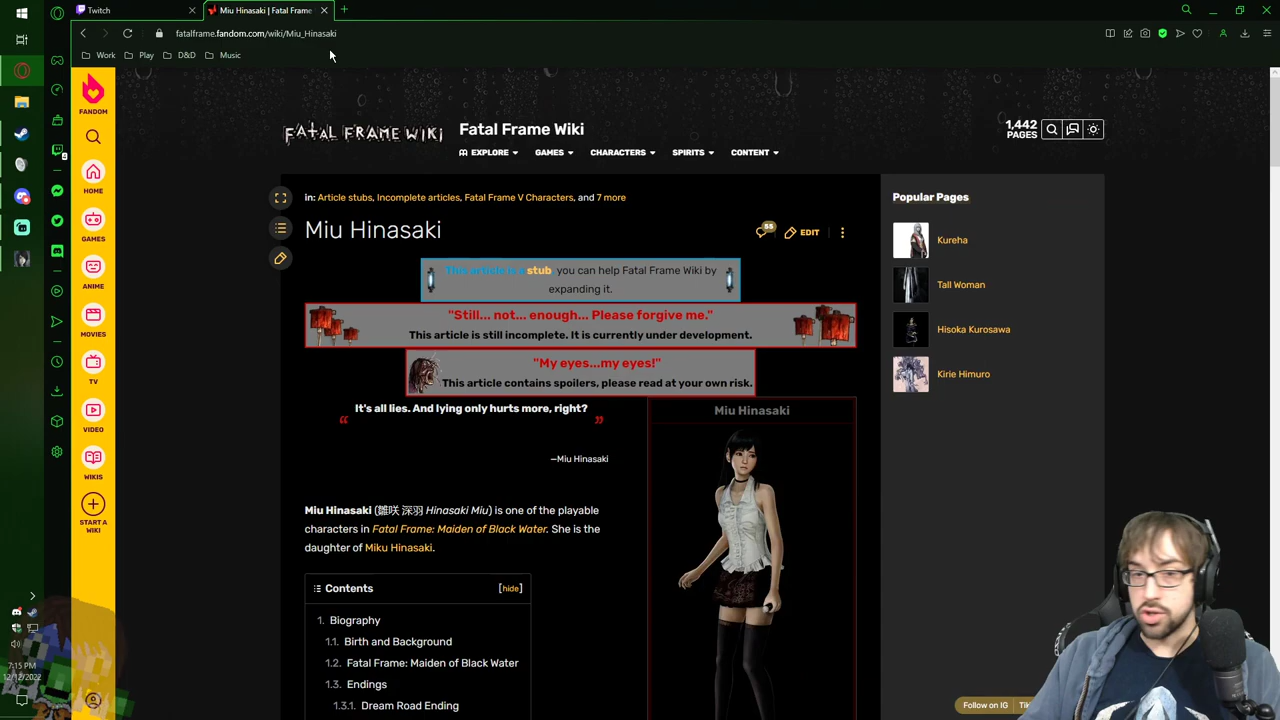 Twitch
Miu Hinasaki | Fatal Frame
fatalframe.fandom.com/wiki/Miu_Hinasaki
Work
Play
D&D
Music
FANDOM
HOME
GAMES
ANIME
MOVIES
TV
VIDEO
WIKIS
START A
WIKI
7:15 PM
12/12/2022
FATAL FRAME
Fatal Frame Wiki
1,442
PAGES
EXPLORE
GAMES
CHARACTERS
SPIRITS
CONTENT
in: Article stubs, Incomplete articles, Fatal Frame V Characters, and 7 more
Miu Hinasaki
55
EDIT
This article is a stub you can help Fatal Frame Wiki by
expanding it.
"Still... not... enough... Please forgive me."
This article is still incomplete. It is currently under development.
"My eyes...my eyes!"
This article contains spoilers, please read at your own risk.
“ It's all lies. And lying only hurts more, right? ”
—Miu Hinasaki
Miu Hinasaki (雛咲 深羽 Hinasaki Miu) is one of the playable
characters in Fatal Frame: Maiden of Black Water. She is the
daughter of Miku Hinasaki.
Contents [hide]
1. Biography
1.1. Birth and Background
1.2. Fatal Frame: Maiden of Black Water
1.3. Endings
1.3.1. Dream Road Ending
Miu Hinasaki
Popular Pages
Kureha
Tall Woman
Hisoka Kurosawa
Kirie Himuro
Follow on IG